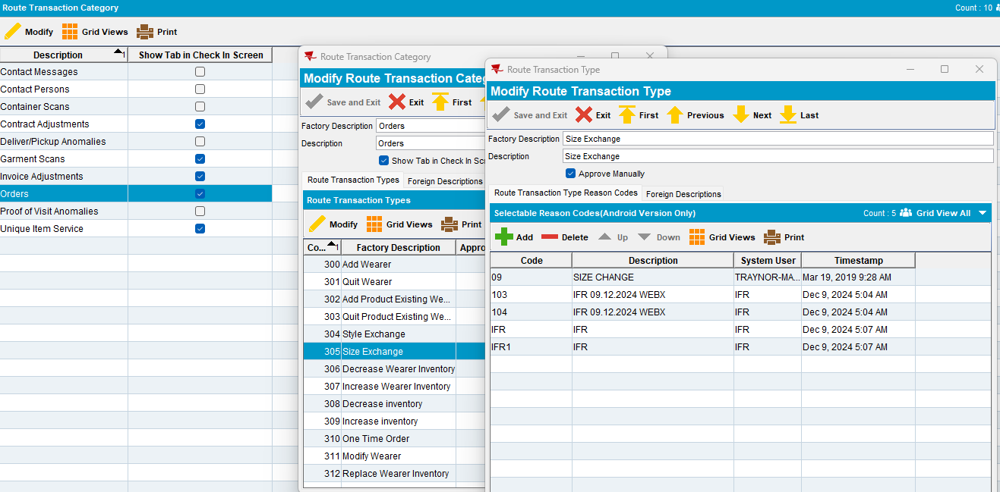 Route Transaction Category Count : 10
Modify Grid Views Print
Description 1 Show Tab in Check In Screen
Contact Messages
Contact Persons
Container Scans
Contract Adjustments
Deliver/Pickup Anomalies
Garment Scans
Invoice Adjustments
Orders
Proof of Visit Anomalies
Unique Item Service
Route Transaction Category
Modify Route Transaction Categ
Save and Exit Exit First
Factory Description Orders
Description Orders
Show Tab in Check In Scr
Route Transaction Types Foreign Descriptions
Route Transaction Types
Modify Grid Views Print
Co... 1 Factory Description Appro
300 Add Wearer
301 Quit Wearer
302 Add Product Existing We...
303 Quit Product Existing We...
304 Style Exchange
305 Size Exchange
306 Decrease Wearer Inventory
307 Increase Wearer Inventory
308 Decrease inventory
309 Increase inventory
310 One Time Order
311 Modify Wearer
312 Replace Wearer Inventory
Route Transaction Type
Modify Route Transaction Type
Save and Exit Exit First Previous Next Last
Factory Description Size Exchange
Description Size Exchange
Approve Manually
Route Transaction Type Reason Codes Foreign Descriptions
Selectable Reason Codes(Android Version Only) Count : 5 Grid View All
Add Delete Up Down Grid Views Print
Code Description System User Timestamp
09 SIZE CHANGE TRAYNOR-MA... Mar 19, 2019 9:28 AM
103 IFR 09.12.2024 WEBX IFR Dec 9, 2024 5:04 AM
104 IFR 09.12.2024 WEBX IFR Dec 9, 2024 5:04 AM
IFR IFR IFR Dec 9, 2024 5:07 AM
IFR1 IFR IFR Dec 9, 2024 5:07 AM